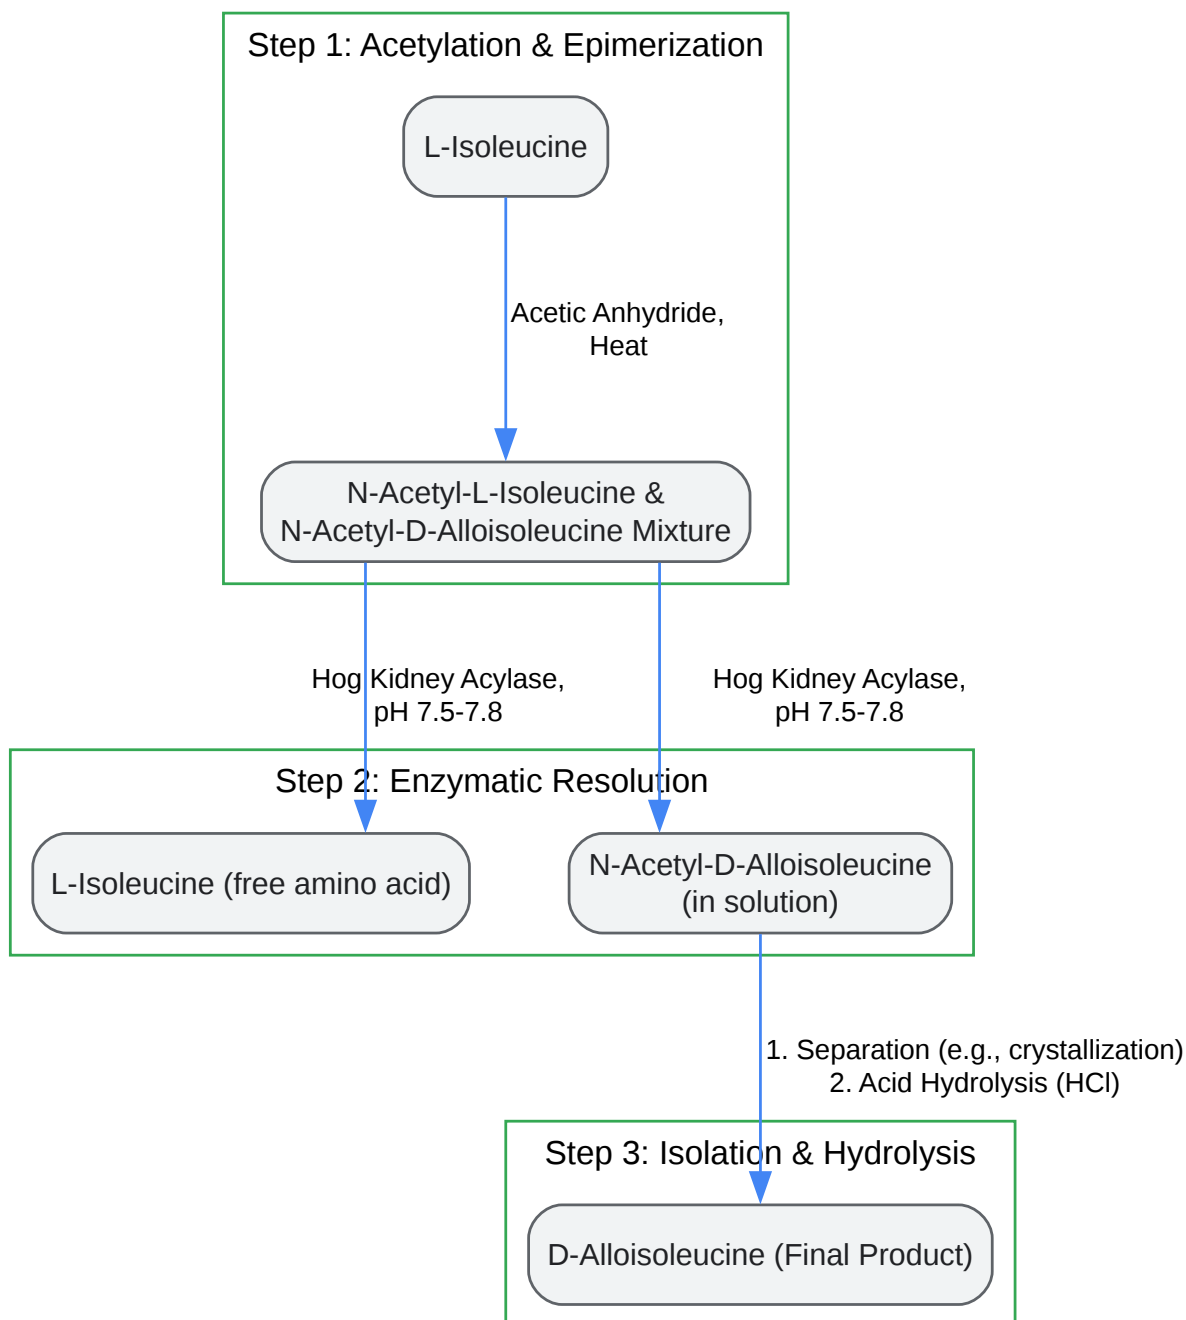 Step 1: Acetylation & Epimerization
L-Isoleucine
Acetic Anhydride,
Heat
N-Acetyl-L-Isoleucine &
N-Acetyl-D-Alloisoleucine Mixture
Hog Kidney Acylase,
pH 7.5-7.8
Hog Kidney Acylase,
pH 7.5-7.8
Step 2: Enzymatic Resolution
L-Isoleucine (free amino acid)
N-Acetyl-D-Alloisoleucine
(in solution)
1. Separation (e.g., crystallization)
2. Acid Hydrolysis (HCl)
Step 3: Isolation & Hydrolysis
D-Alloisoleucine (Final Product)